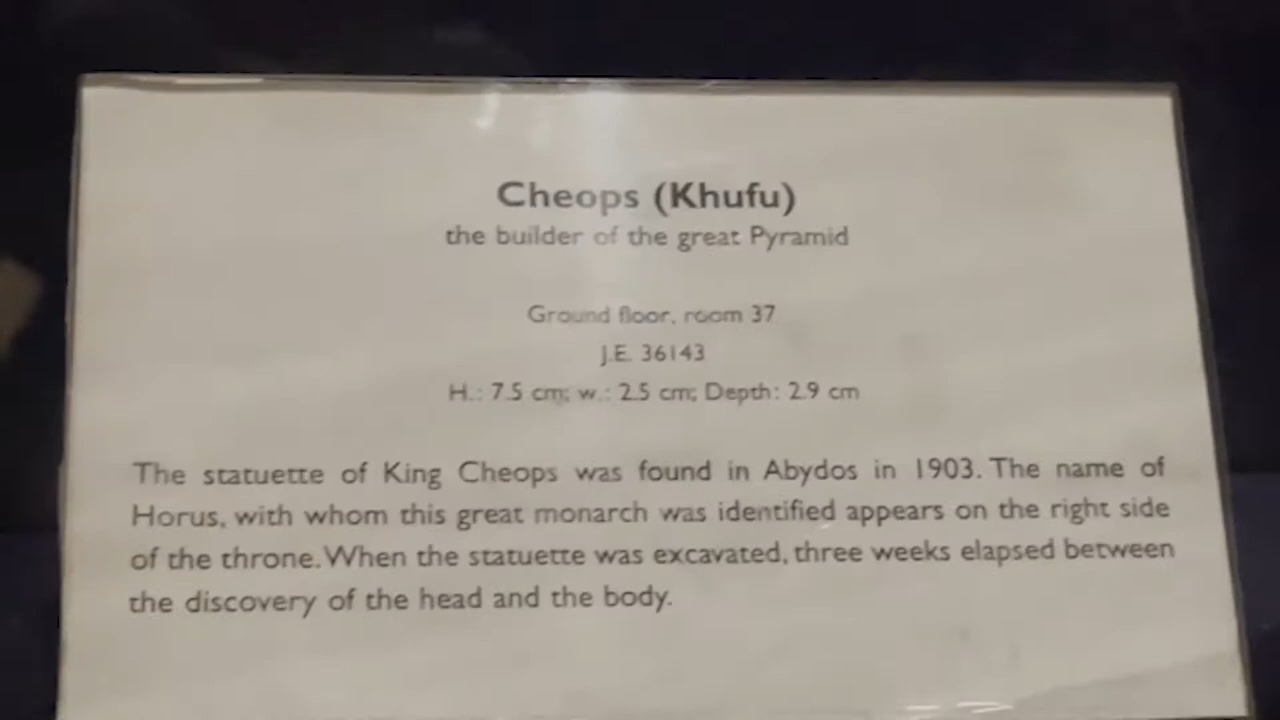 Cheops (Khufu)
the builder of the great Pyramid
Ground floor, room 37
J.E. 36143
H.: 7.5 cm; w.: 2.5 cm; Depth: 2.9 cm
The statuette of King Cheops was found in Abydos in 1903. The name of
Horus, with whom this great monarch was identified appears on the right side
of the throne. When the statuette was excavated, three weeks elapsed between
the discovery of the head and the body.